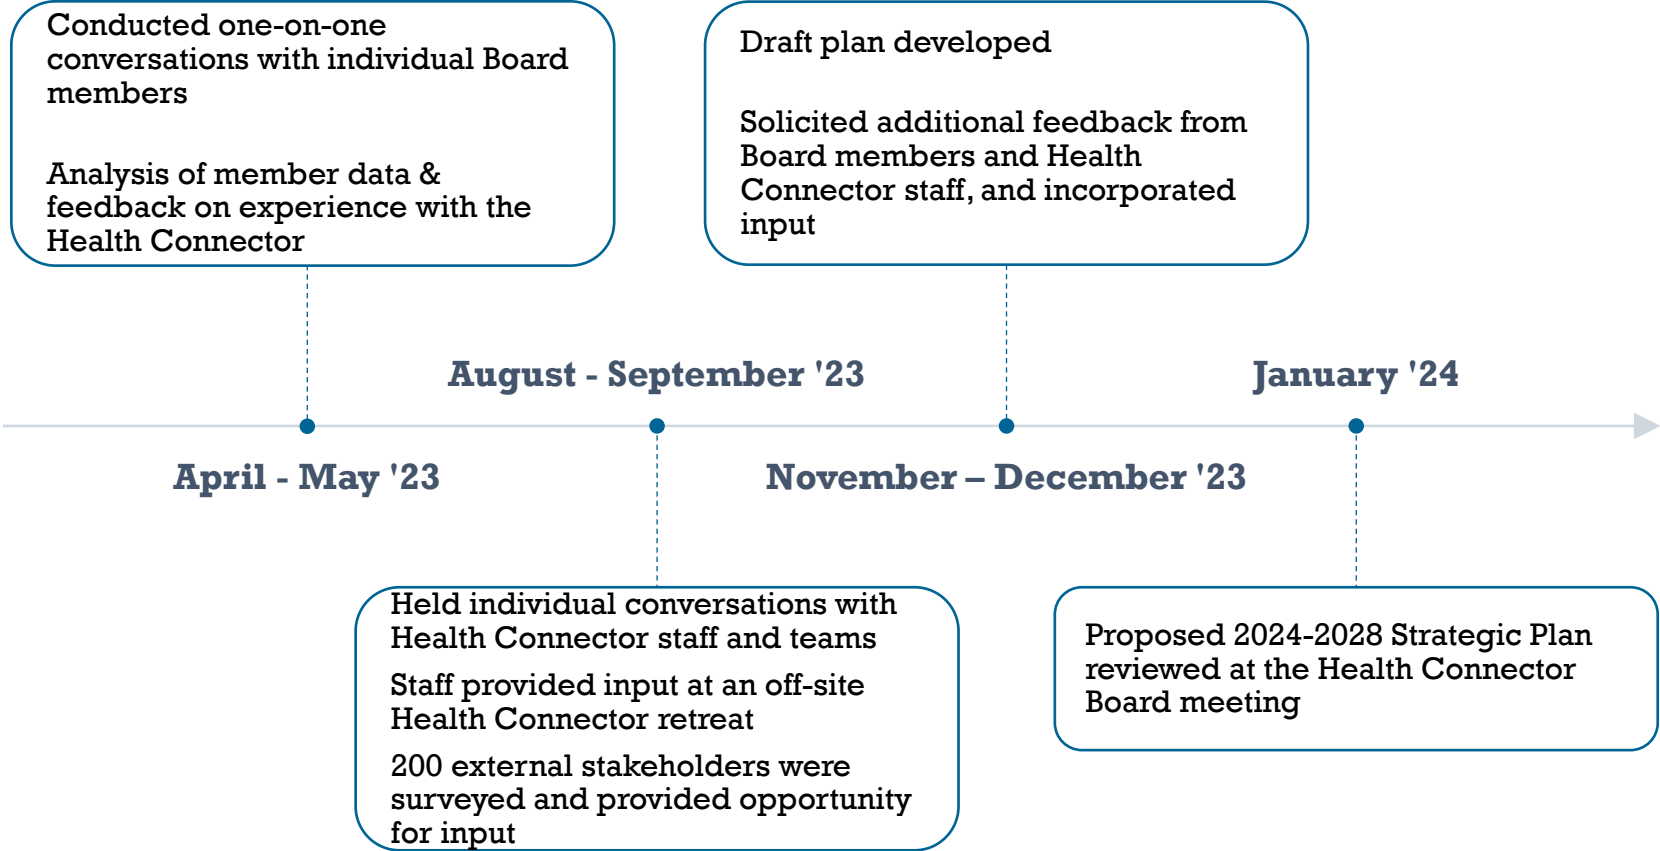 Conducted one-on-one
conversations with individual Board
members
Analysis of member data &
feedback on experience with the
Health Connector
Draft plan developed
Solicited additional feedback from
Board members and Health
Connector staff, and incorporated
input
August - September '23
January '24
April - May '23
November – December '23
Held individual conversations with
Health Connector staff and teams
Staff provided input at an off-site
Health Connector retreat
200 external stakeholders were
surveyed and provided opportunity
for input
Proposed 2024-2028 Strategic Plan
reviewed at the Health Connector
Board meeting